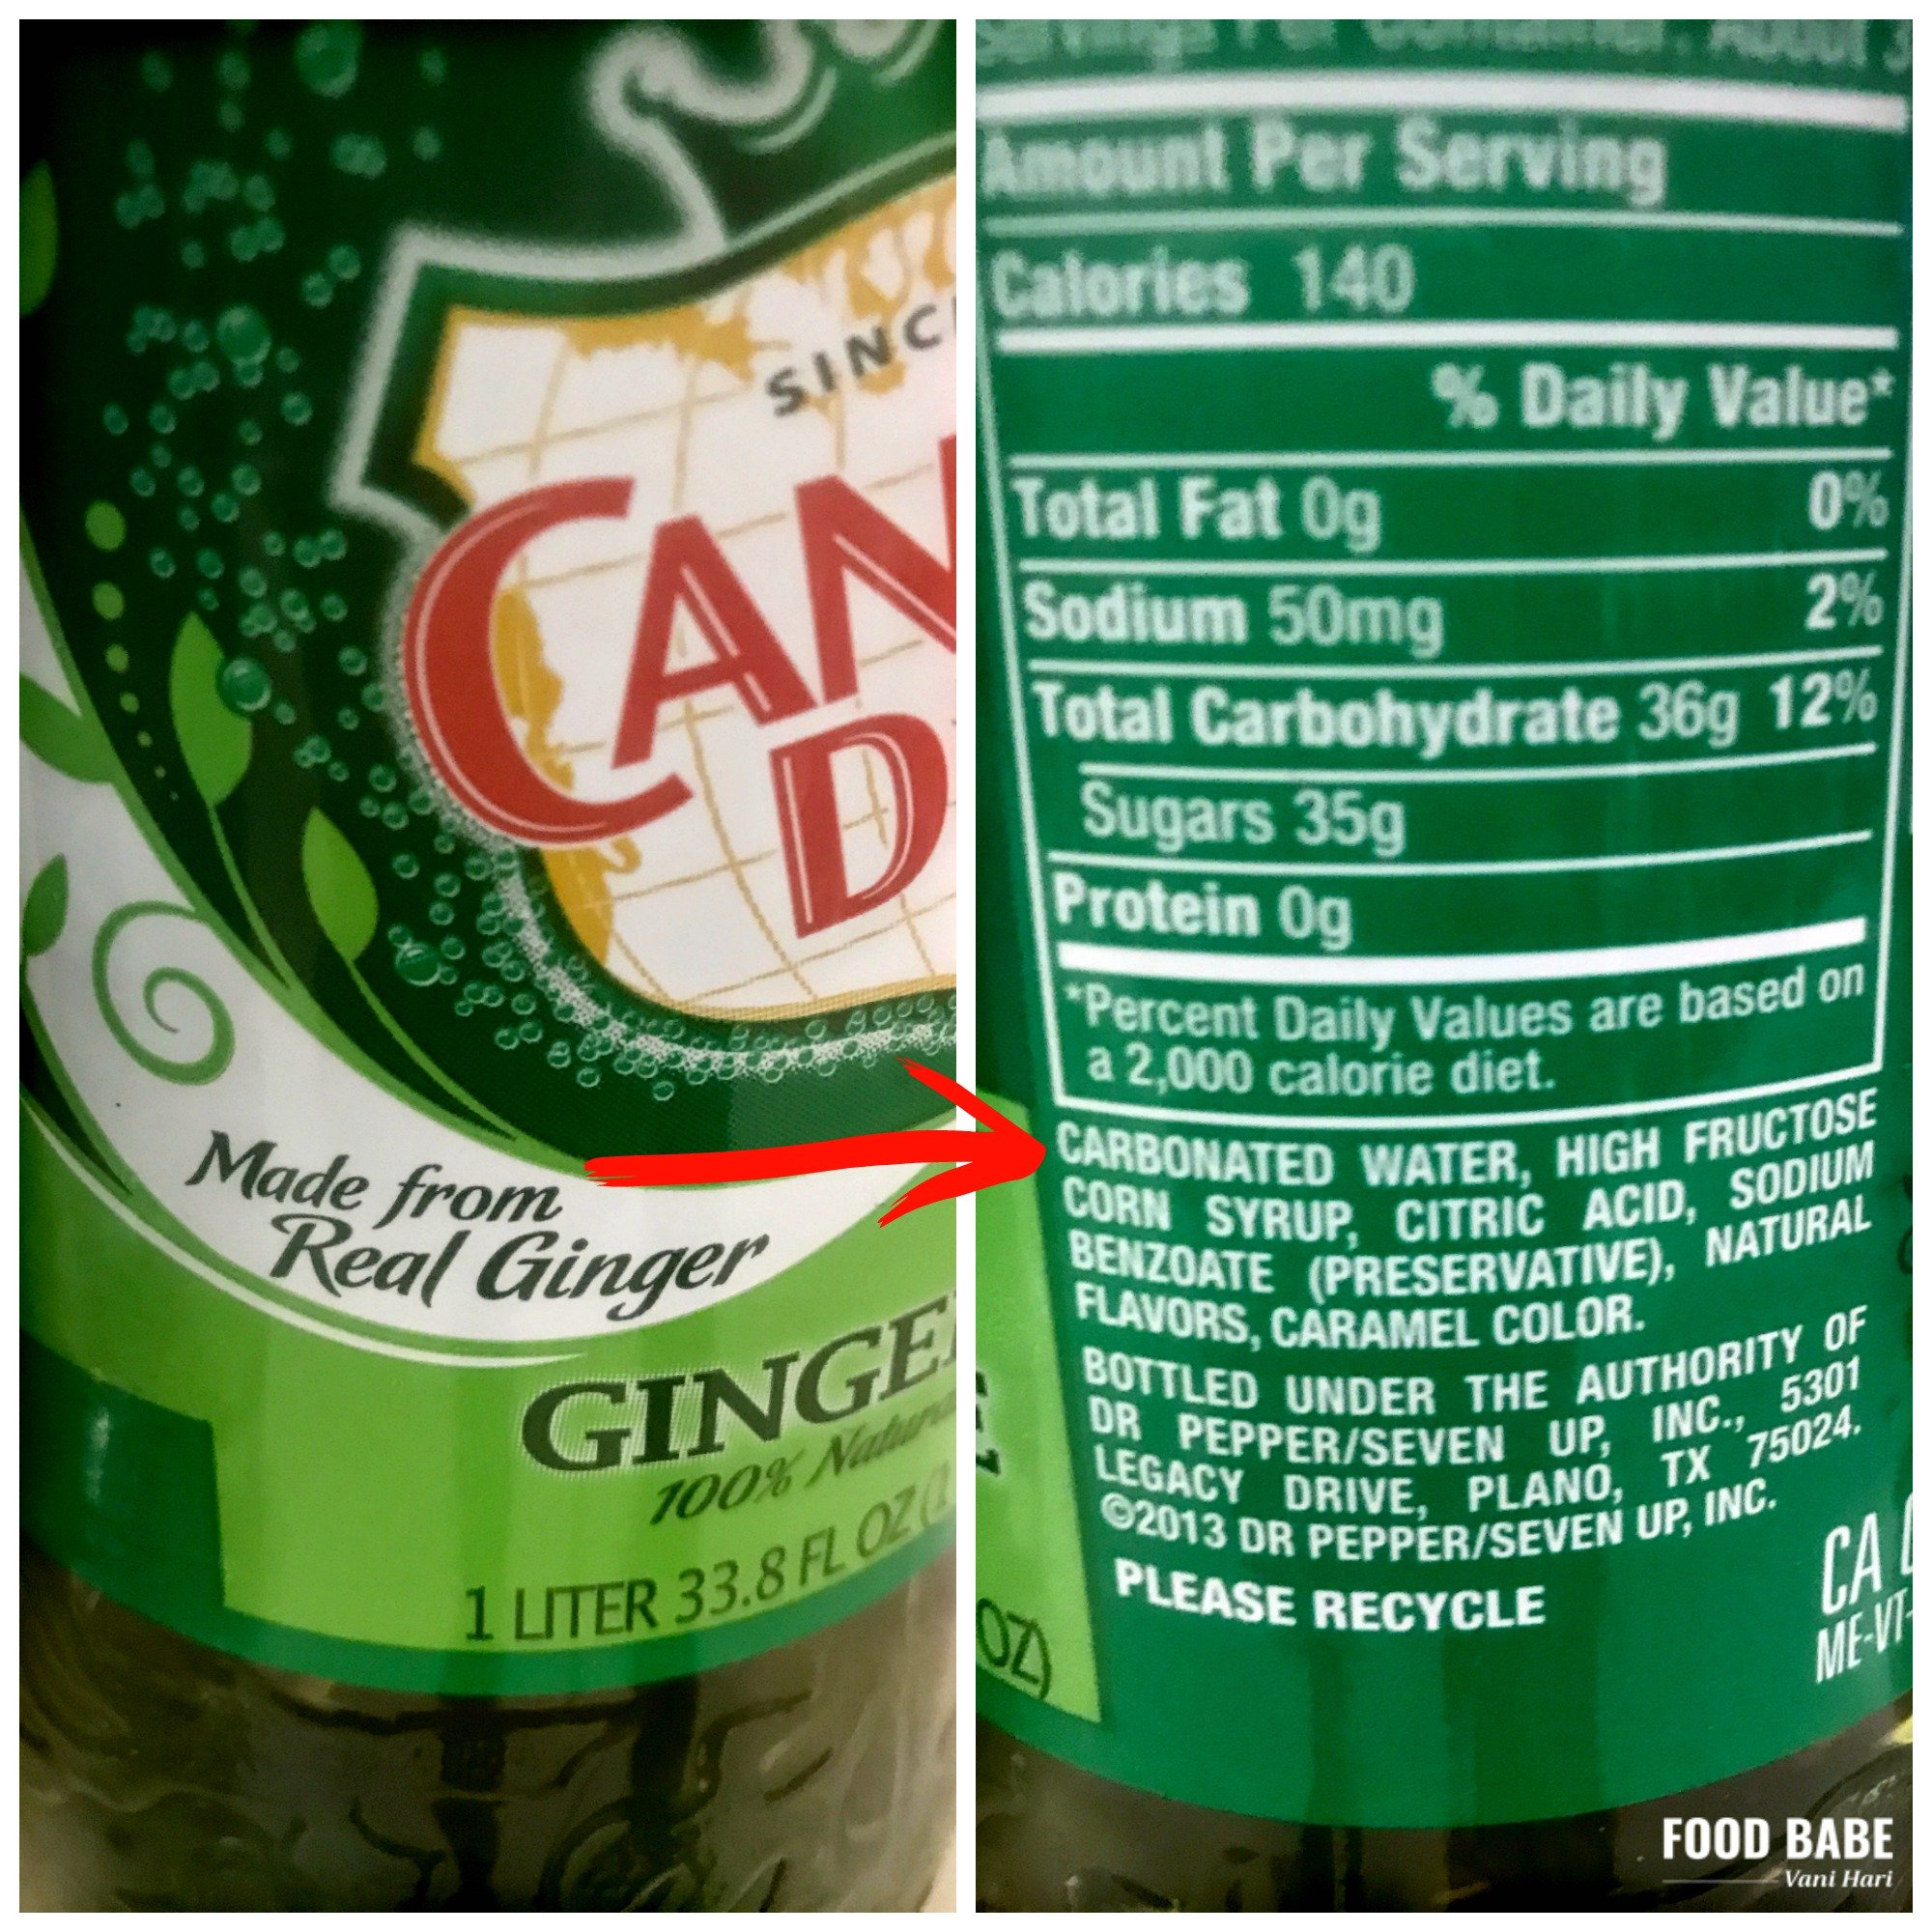 SINC
CAN
D
Made from
Real Ginger
GINGE
100% Natura
1 LITER 33.8 FL OZ (1
Servings Per Container: About 3
Amount Per Serving
Calories 140
% Daily Value*
Total Fat 0g 0%
Sodium 50mg 2%
Total Carbohydrate 36g 12%
Sugars 35g
Protein 0g
*Percent Daily Values are based on
a 2,000 calorie diet.
CARBONATED WATER, HIGH FRUCTOSE
CORN SYRUP, CITRIC ACID, SODIUM
BENZOATE (PRESERVATIVE), NATURAL
FLAVORS, CARAMEL COLOR.
BOTTLED UNDER THE AUTHORITY OF
DR PEPPER/SEVEN UP, INC., 5301
LEGACY DRIVE, PLANO, TX 75024.
©2013 DR PEPPER/SEVEN UP, INC.
PLEASE RECYCLE
E
OZ)
CA
ME-VT-
FOOD BABE
Vani Hari